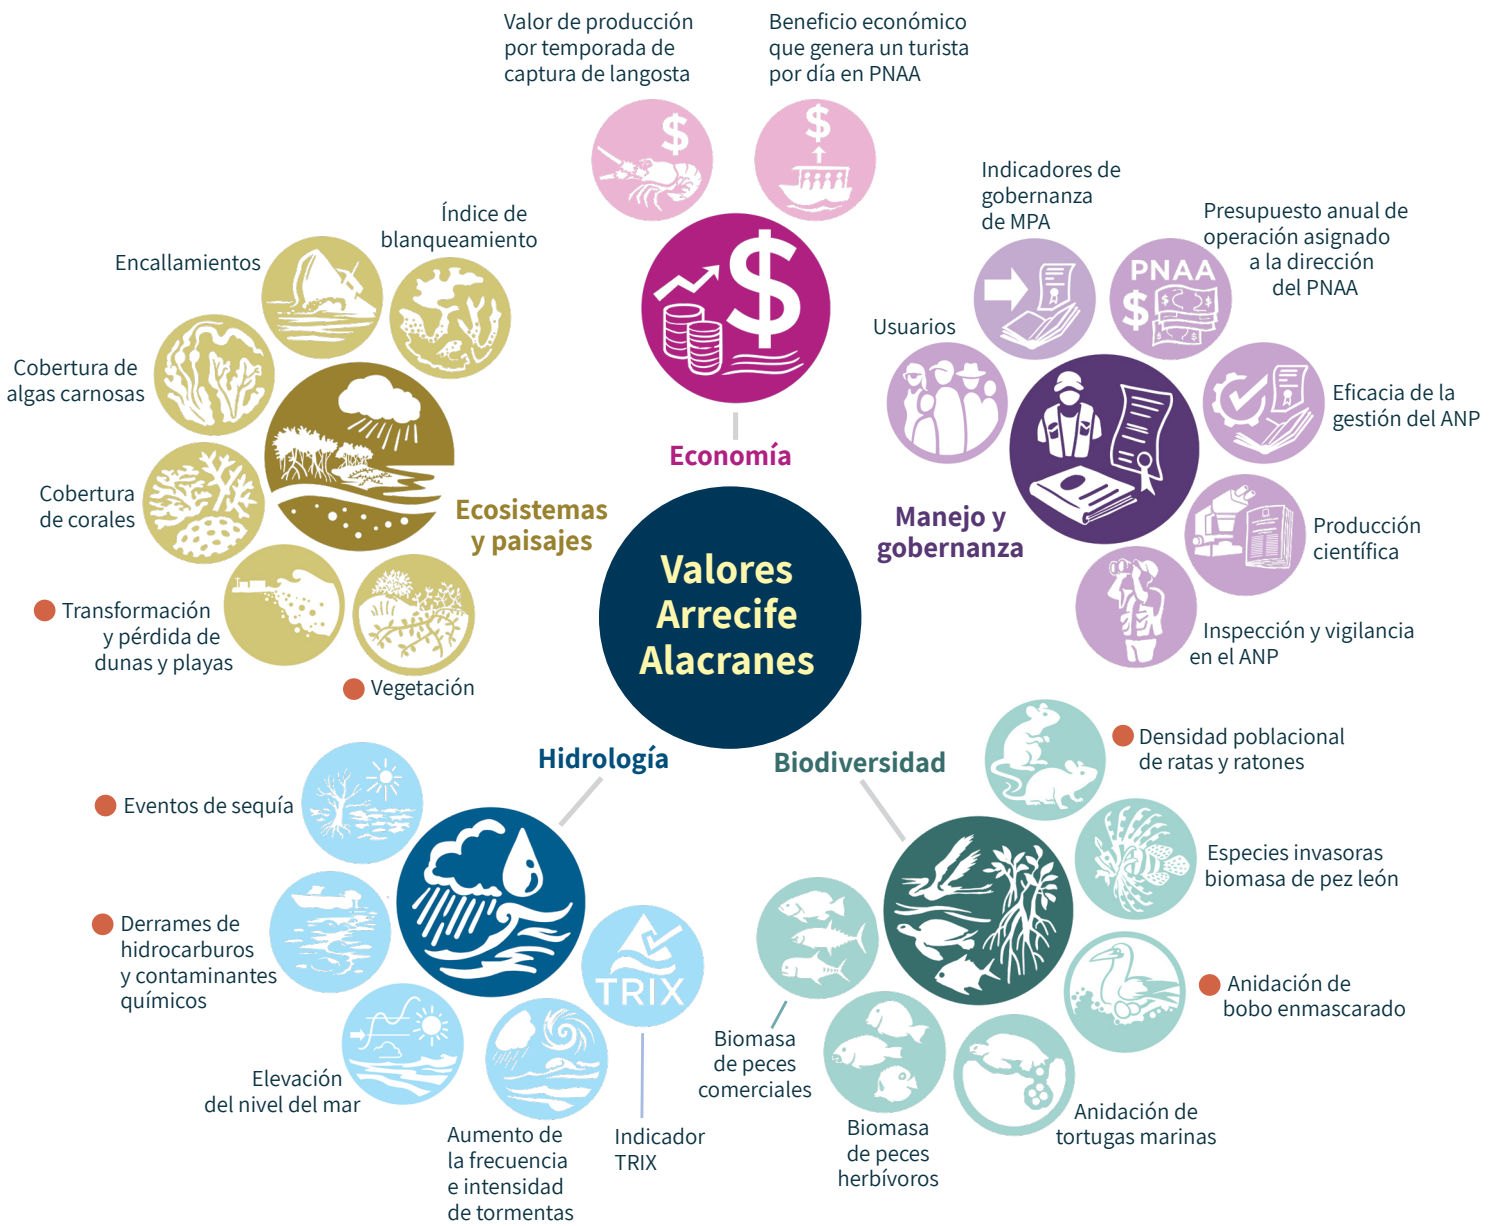 Valor de producción
por temporada de
captura de langosta
Beneficio económico
que genera un turista
por día en PNAA
$
$
$
Economía
Índice de
blanqueamiento
Encallamientos
Cobertura de
algas carnosas
Cobertura
de corales
Transformación
y pérdida de
dunas y playas
Vegetación
Ecosistemas
y paisajes
Indicadores de
gobernanza
de MPA
Presupuesto anual de
operación asignado
a la dirección
del PNAA
PNAA
$
Usuarios
Eficacia de la
gestión del ANP
Producción
científica
Inspección y vigilancia
en el ANP
Manejo y
gobernanza
Valores
Arrecife
Alacranes
Hidrología
Eventos de sequía
Derrames de
hidrocarburos
y contaminantes
químicos
Elevación
del nivel del mar
Aumento de
la frecuencia
e intensidad
de tormentas
TRIX
Indicador
TRIX
Biodiversidad
Densidad poblacional
de ratas y ratones
Especies invasoras
biomasa de pez león
Anidación de
bobo enmascarado
Anidación de
tortugas marinas
Biomasa
de peces
herbívoros
Biomasa
de peces
comerciales